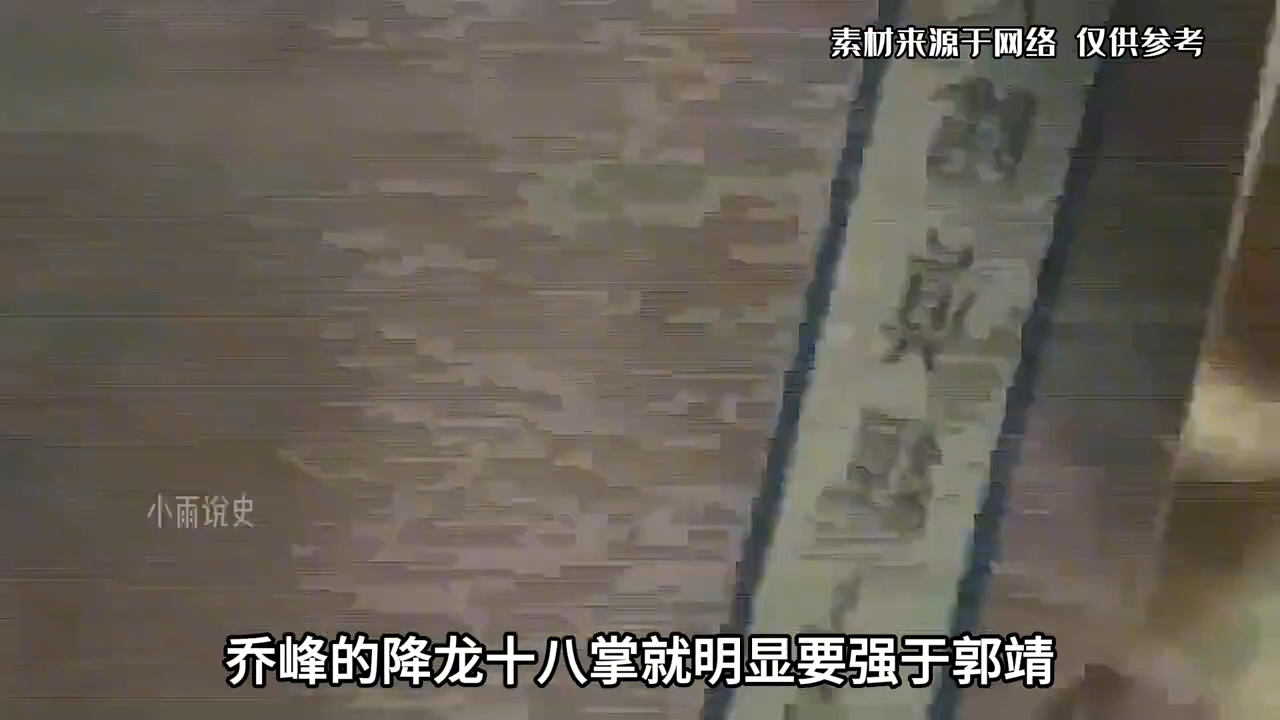 素材来源于网络 仅供参考
小雨说史
乔峰的降龙十八掌就明显要强于郭靖